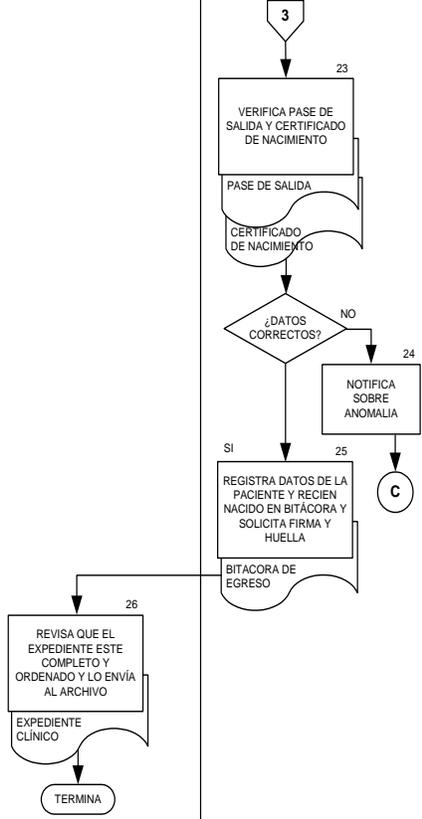 3
23
VERIFICA PASE DE
SALIDA Y CERTIFICADO
DE NACIMIENTO
PASE DE SALIDA
CERTIFICADO
DE NACIMIENTO
¿DATOS
CORRECTOS?
NO
24
NOTIFICA
SOBRE
ANOMALIA
C
SI
25
REGISTRA DATOS DE LA
PACIENTE Y RECIEN
NACIDO EN BITÁCORA Y
SOLICITA FIRMA Y
HUELLA
BITACORA DE
EGRESO
26
REVISA QUE EL
EXPEDIENTE ESTE
COMPLETO Y
ORDENADO Y LO ENVÍA
AL ARCHIVO
EXPEDIENTE
CLÍNICO
TERMINA